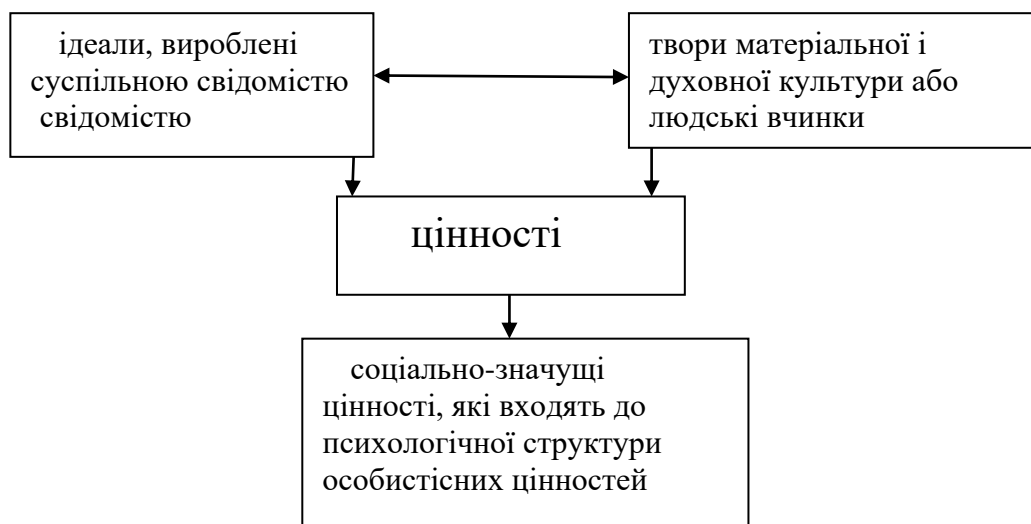 ідеали, вироблені
суспільною свідомістю
свідомістю
твори матеріальної і
духовної культури або
людські вчинки
цінності
соціально-значущі
цінності, які входять до
психологічної структури
особистісних цінностей